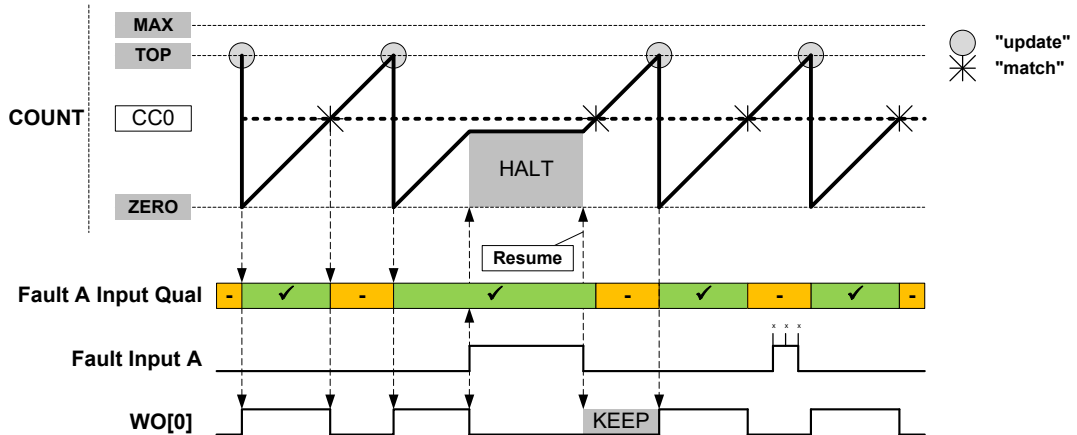 MAX
TOP
"update"
"match"
COUNT
CC0
HALT
ZERO
Resume
Fault A Input Qual
- ✓ - ✓ - ✓ - ✓ -
x x x
Fault Input A
WO[0]
KEEP